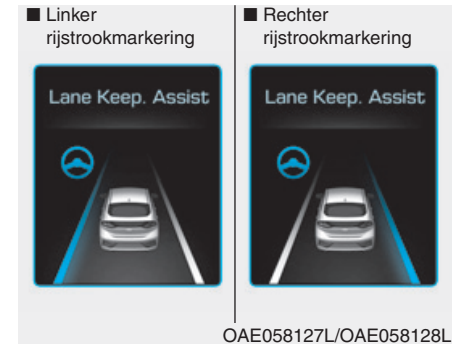 ■ Linker
rijstrookmarkering
■ Rechter
rijstrookmarkering
Lane Keep. Assist
Lane Keep. Assist
OAE058127L/OAE058128L